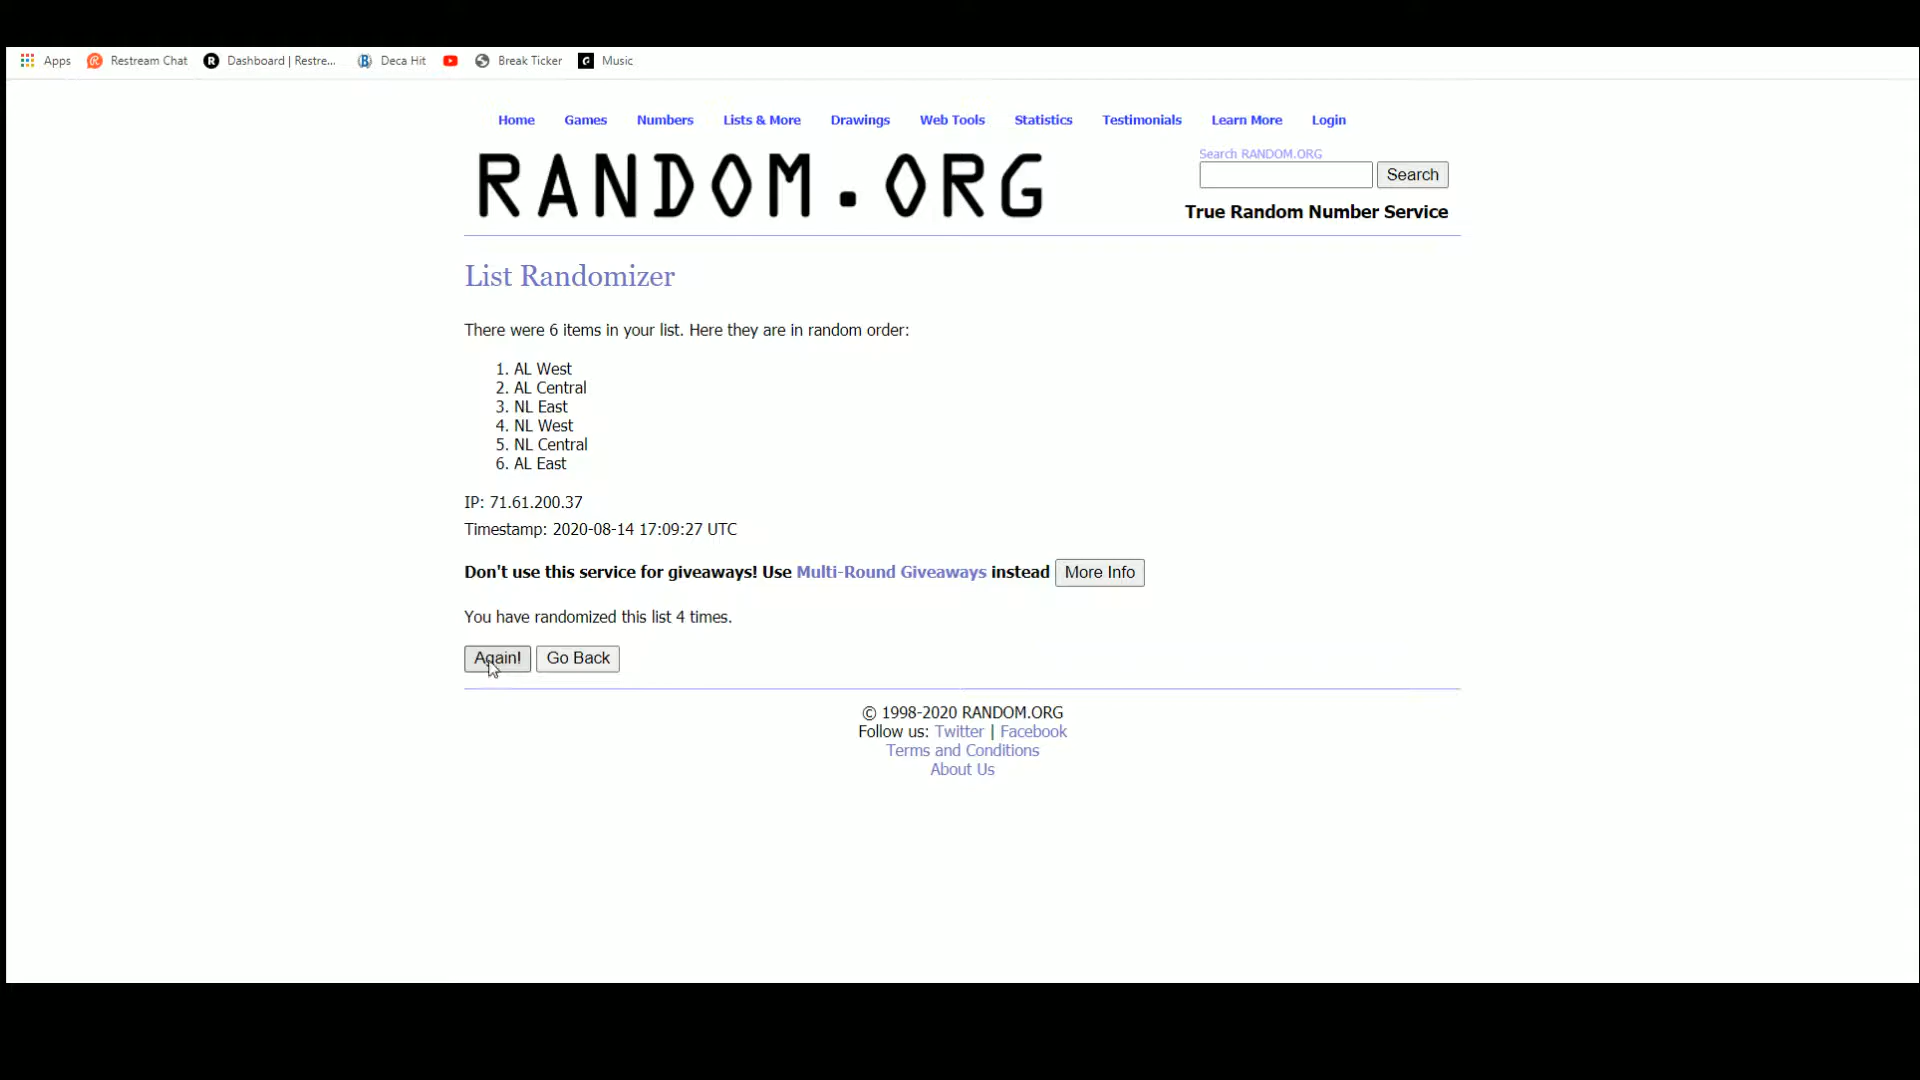 Apps Restream Chat Dashboard | Restre... Deca Hit Break Ticker Music
Home Games Numbers Lists & More Drawings Web Tools Statistics Testimonials Learn More Login
RANDOM.ORG
Search RANDOM.ORG
Search
True Random Number Service
List Randomizer
There were 6 items in your list. Here they are in random order:
1. AL West
2. AL Central
3. NL East
4. NL West
5. NL Central
6. AL East
IP: 71.61.200.37
Timestamp: 2020-08-14 17:09:27 UTC
Don't use this service for giveaways! Use Multi-Round Giveaways instead More Info
You have randomized this list 4 times.
Again! Go Back
© 1998-2020 RANDOM.ORG
Follow us: Twitter | Facebook
Terms and Conditions
About Us